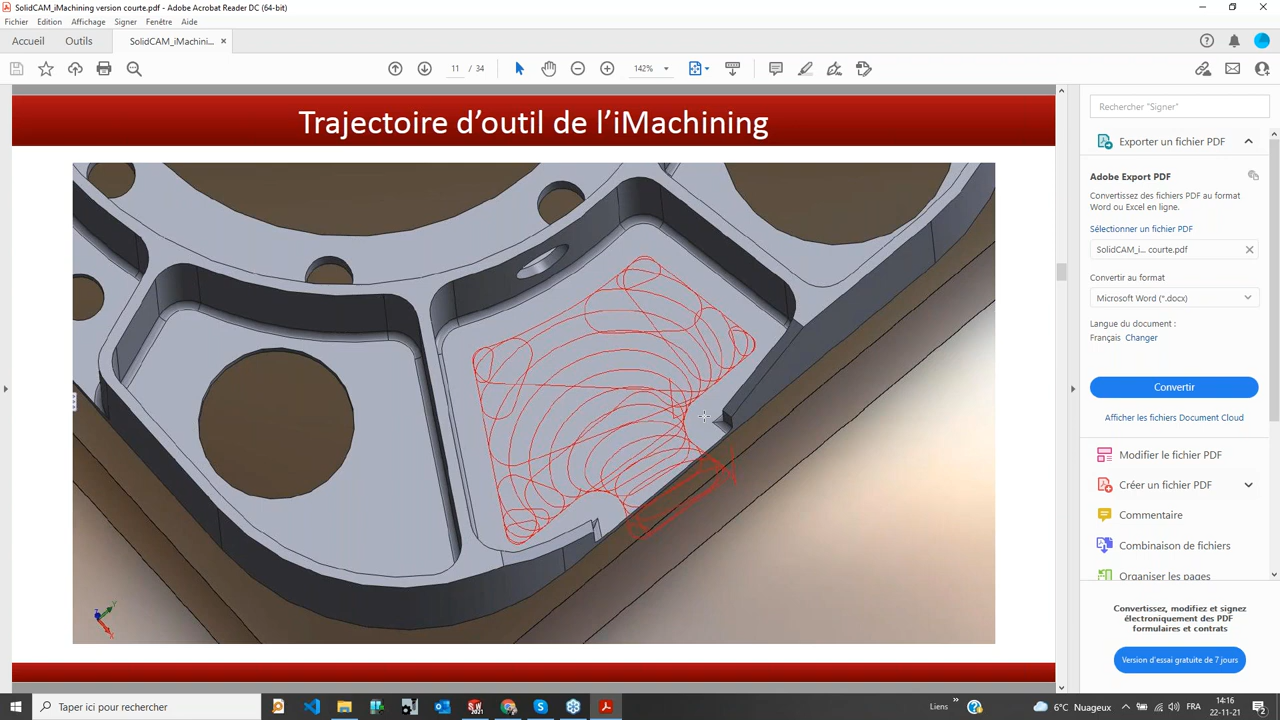 SolidCAM_iMachining version courte.pdf - Adobe Acrobat Reader DC (64-bit)
Fichier Edition Affichage Signer Fenêtre Aide
Accueil Outils SolidCAM_iMachini... ×
11 / 34 142%
Trajectoire d’outil de l’iMachining
Rechercher "Signer"
Exporter un fichier PDF
Adobe Export PDF
Convertissez des fichiers PDF au format
Word ou Excel en ligne.
Sélectionner un fichier PDF
SolidCAM_i... courte.pdf
Convertir au format
Microsoft Word (*.docx)
Langue du document :
Français Changer
Convertir
Afficher les fichiers Document Cloud
Modifier le fichier PDF
Créer un fichier PDF
Commentaire
Combinaison de fichiers
Organiser les pages
Convertissez, modifiez et signez
électroniquement des PDF
formulaires et contrats
Version d'essai gratuite de 7 jours
Z Y X
Taper ici pour rechercher
SW
2021
Liens » 6°C Nuageux FRA 14:16
22-11-21 2